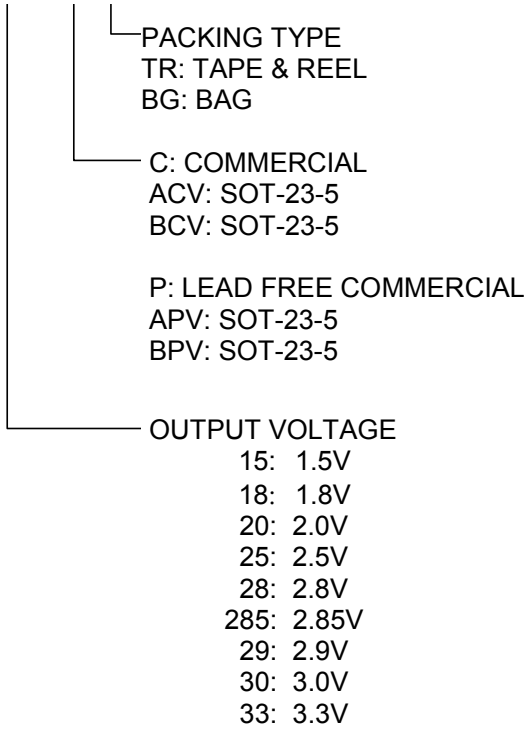 PACKING TYPE
TR: TAPE & REEL
BG: BAG
C: COMMERCIAL
ACV: SOT-23-5
BCV: SOT-23-5
P: LEAD FREE COMMERCIAL
APV: SOT-23-5
BPV: SOT-23-5
OUTPUT VOLTAGE
15: 1.5V
18: 1.8V
20: 2.0V
25: 2.5V
28: 2.8V
285: 2.85V
29: 2.9V
30: 3.0V
33: 3.3V